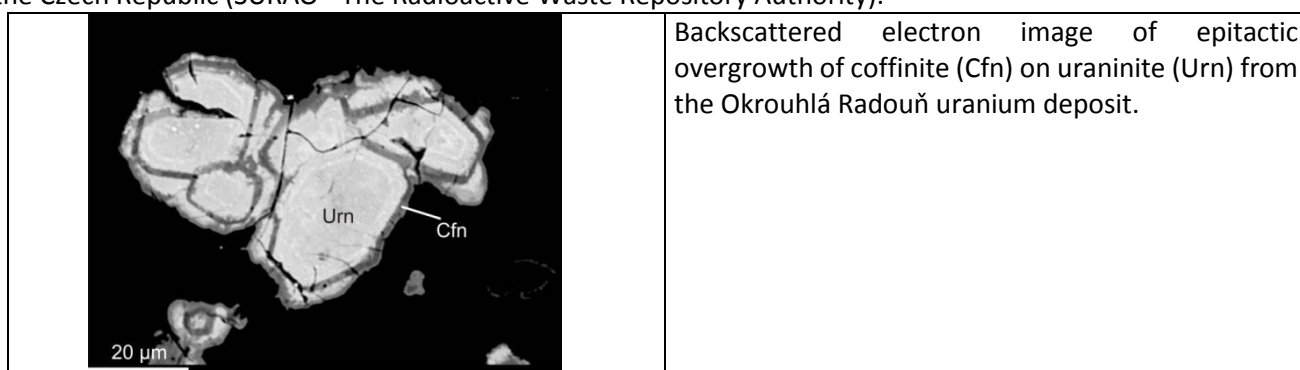 the Czech Republic (SÚRAO - The Radioactive Waste Repository Authority).
Backscattered electron image of epitactic
overgrowth of coffinite (Cfn) on uraninite (Urn) from
the Okrouhlá Radouň uranium deposit.
Urn
Cfn
20 µm